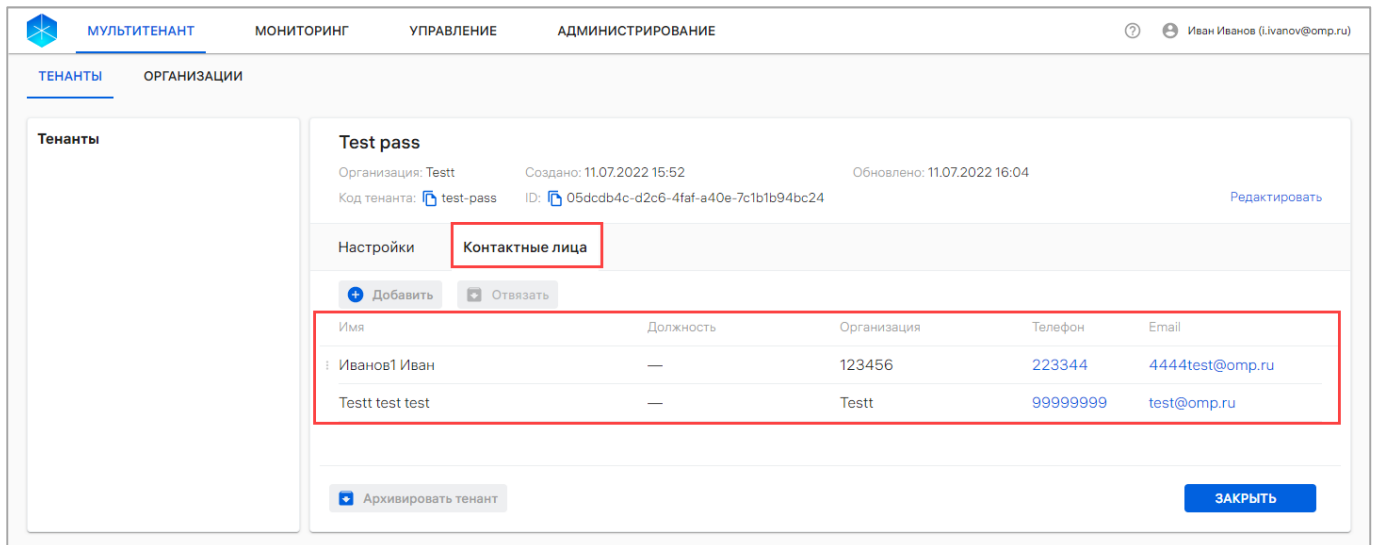 МУЛЬТИТЕНАНТ МОНИТОРИНГ УПРАВЛЕНИЕ АДМИНИСТРИРОВАНИЕ Иван Иванов (i.ivanov@omp.ru)
ТЕНАНТЫ ОРГАНИЗАЦИИ
Тенанты
Test pass
Организация: Testt Создано: 11.07.2022 15:52 Обновлено: 11.07.2022 16:04
Код тенанта: test-pass ID: 05dcdb4c-d2c6-4faf-a40e-7c1b1b94bc24 Редактировать
Настройки Контактные лица
Добавить Отвязать
Имя Должность Организация Телефон Email
Иванов1 Иван — 123456 223344 4444test@omp.ru
Testt test test — Testt 99999999 test@omp.ru
Архивировать тенант ЗАКРЫТЬ